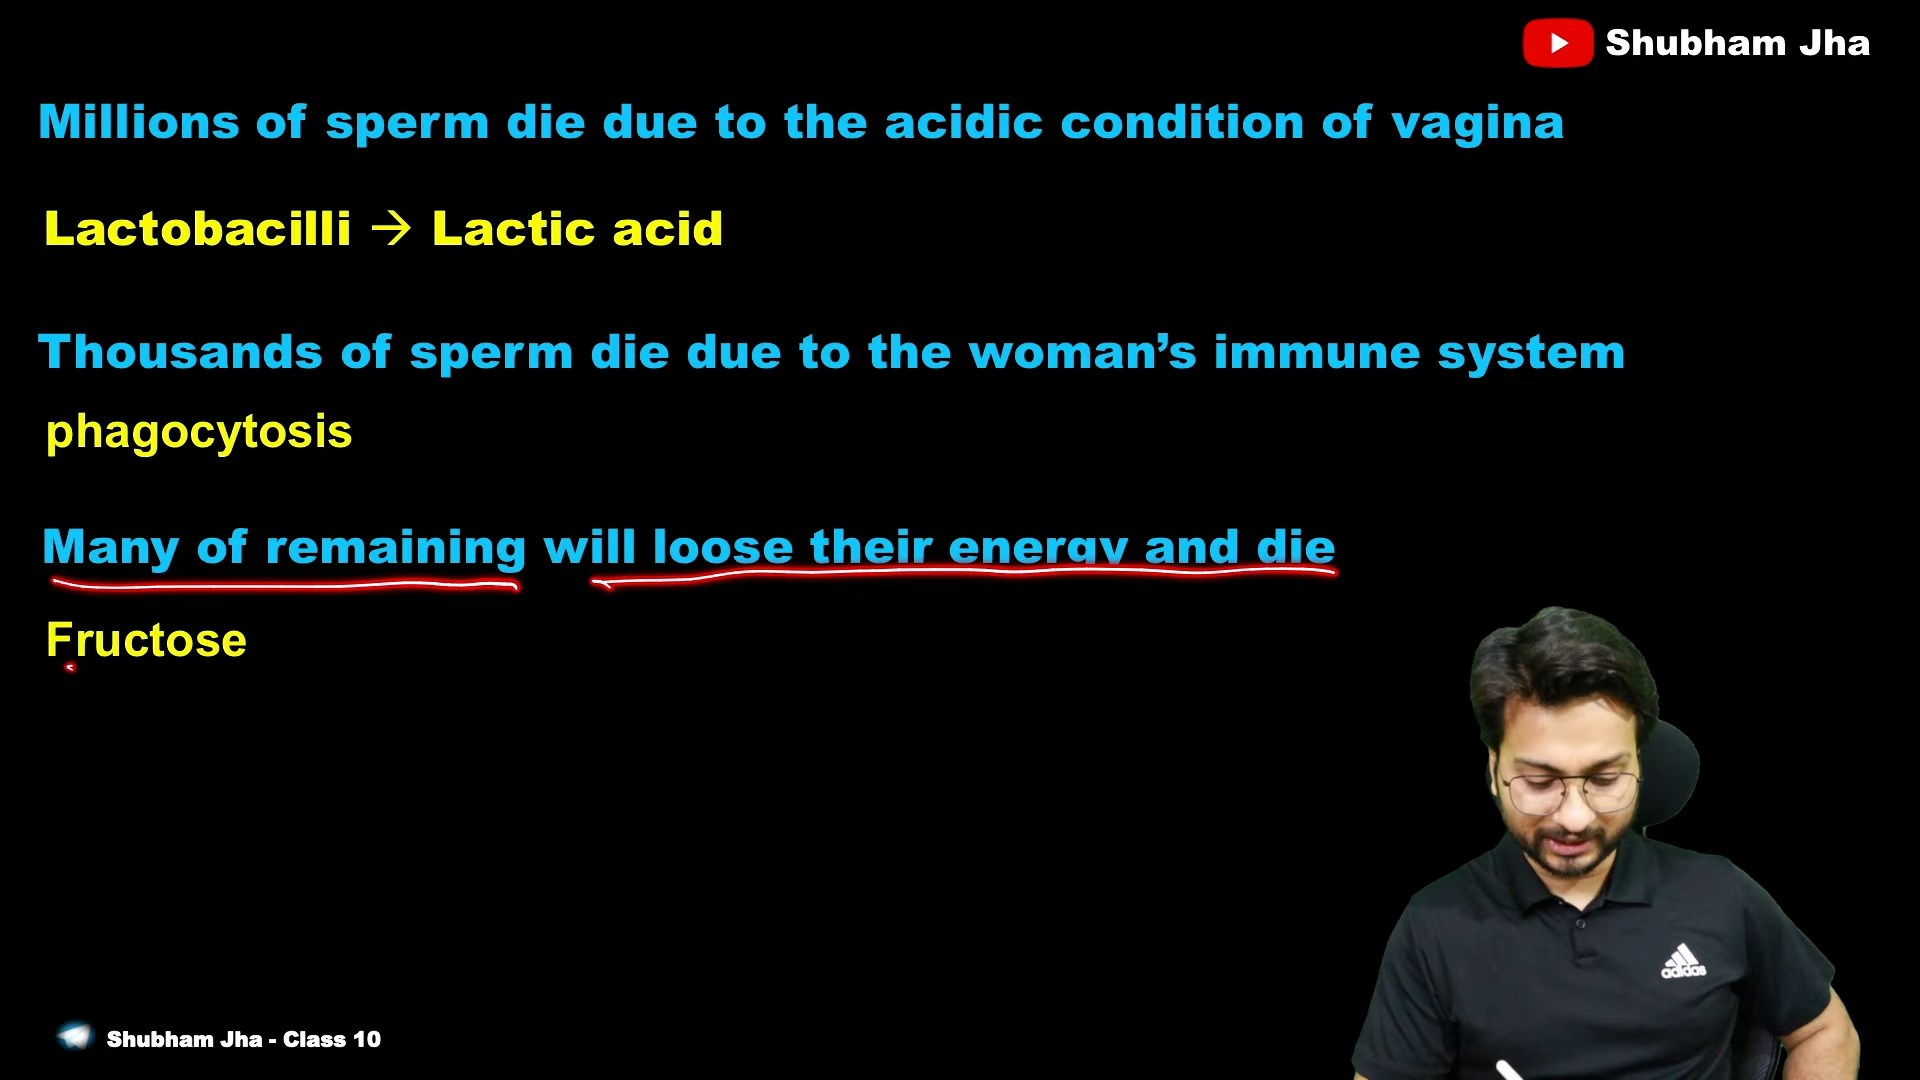 Shubham Jha
Millions of sperm die due to the acidic condition of vagina
Lactobacilli → Lactic acid
Thousands of sperm die due to the woman’s immune system
phagocytosis
Many of remaining will loose their energy and die
Fructose
adidas
Shubham Jha - Class 10